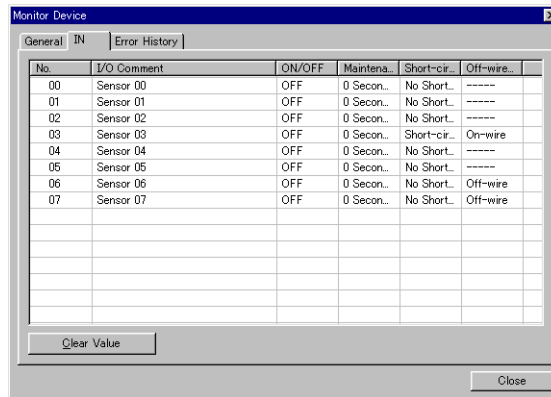 Monitor Device
General IN Error History
No. I/O Comment ON/OFF Maintena... Short-cir... Off-wire...
00 Sensor 00 OFF 0 Secon... No Short... -----
01 Sensor 01 OFF 0 Secon... No Short... -----
02 Sensor 02 OFF 0 Secon... No Short... -----
03 Sensor 03 OFF 0 Secon... Short-cir... On-wire
04 Sensor 04 OFF 0 Secon... No Short... -----
05 Sensor 05 OFF 0 Secon... No Short... -----
06 Sensor 06 OFF 0 Secon... No Short... Off-wire
07 Sensor 07 OFF 0 Secon... No Short... Off-wire
Clear Value
Close